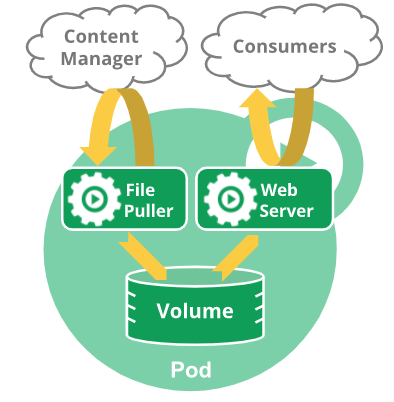 Content
Manager
Consumers
File
Puller
Web
Server
Volume
Pod